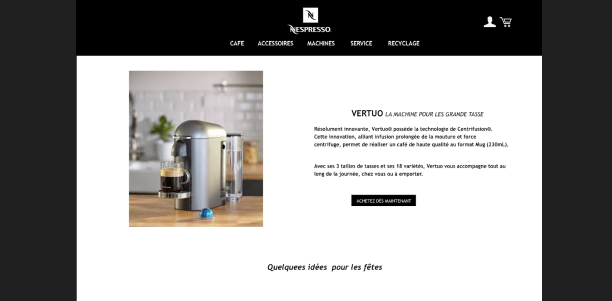 NESPRESSO
CAFE ACCESSOIRES MACHINES SERVICE RECYCLAGE
VERTUO LA MACHINE POUR LES GRANDE TASSE
Résolument innovante, Vertuo® possède la technologie de Centrifusion®.
Cette innovation, alliant infusion prolongée de la mouture et force
centrifuge, permet de réaliser un café de haute qualité au format Mug (230mL).
Avec ses 3 tailles de tasses et ses 18 variétés, Vertuo vous accompagne tout au
long de la journée, chez vous ou à emporter.
ACHETEZ DÈS MAINTENANT
Quelquees idées pour les fêtes